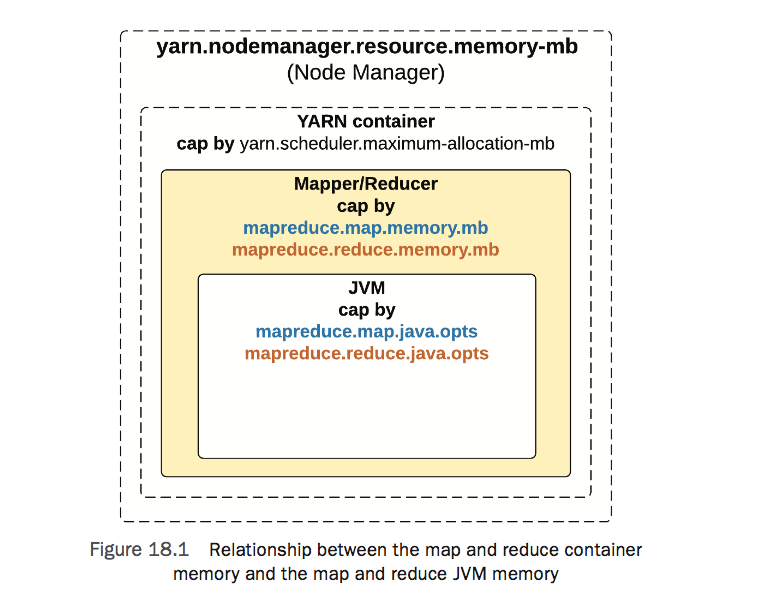 yarn.nodemanager.resource.memory-mb
(Node Manager)
YARN container
cap by yarn.scheduler.maximum-allocation-mb
Mapper/Reducer
cap by
mapreduce.map.memory.mb
mapreduce.reduce.memory.mb
JVM
cap by
mapreduce.map.java.opts
mapreduce.reduce.java.opts
Figure 18.1 Relationship between the map and reduce container
memory and the map and reduce JVM memory